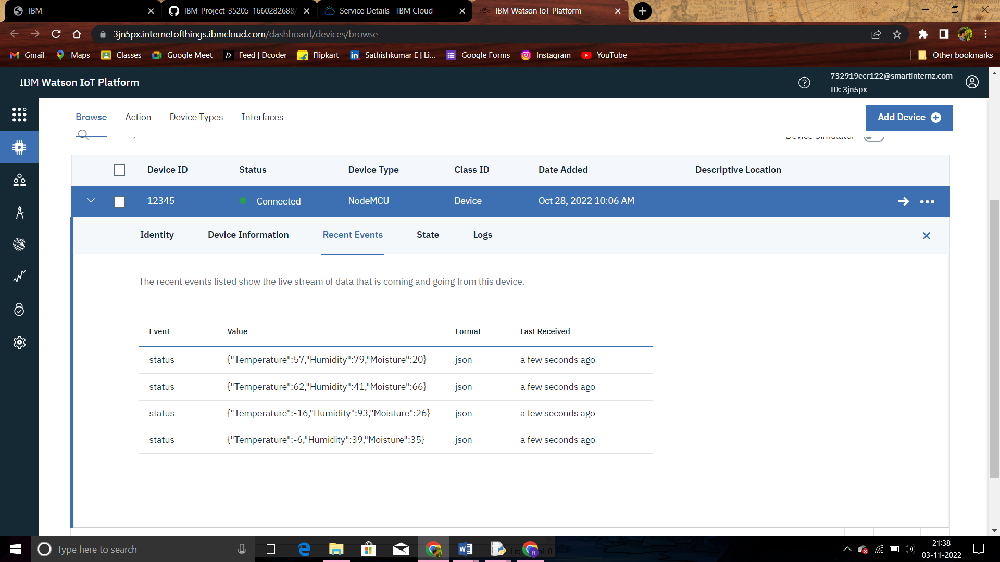 IBM
IBM-Project-35205-1660282688/
Service Details - IBM Cloud
IBM Watson IoT Platform
3jn5px.internetofthings.ibmcloud.com/dashboard/devices/browse
Gmail
Maps
Classes
Google Meet
Feed | Dcoder
Flipkart
Sathishkumar E | Li...
Google Forms
Instagram
YouTube
Other bookmarks
IBM Watson IoT Platform
732919ecr122@smartinternz.com
ID: 3jn5px
Browse Action Device Types Interfaces
Add Device
Device Simulator
Device ID Status Device Type Class ID Date Added Descriptive Location
12345 Connected NodeMCU Device Oct 28, 2022 10:06 AM
Identity Device Information Recent Events State Logs
The recent events listed show the live stream of data that is coming and going from this device.
Event Value Format Last Received
status {"Temperature":57,"Humidity":79,"Moisture":20} json a few seconds ago
status {"Temperature":62,"Humidity":41,"Moisture":66} json a few seconds ago
status {"Temperature":-16,"Humidity":93,"Moisture":26} json a few seconds ago
status {"Temperature":-6,"Humidity":39,"Moisture":35} json a few seconds ago
Type here to search
21:38
03-11-2022